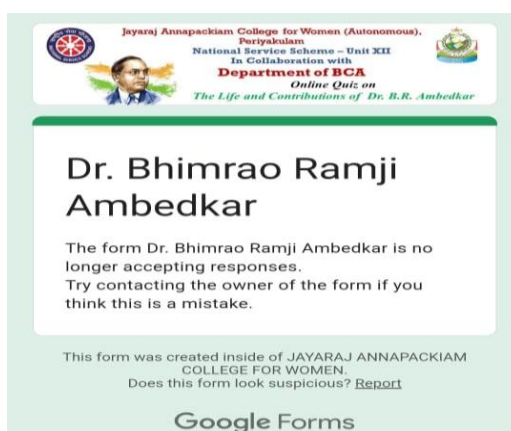 Jayaraj Annapackiam College for Women (Autonomous),
Periyakulam
National Service Scheme – Unit XII
In Collaboration with
Department of BCA
Online Quiz on
The Life and Contributions of Dr. B.R. Ambedkar
Dr. Bhimrao Ramji
Ambedkar
The form Dr. Bhimrao Ramji Ambedkar is no
longer accepting responses.
Try contacting the owner of the form if you
think this is a mistake.
This form was created inside of JAYARAJ ANNAPACKIAM
COLLEGE FOR WOMEN.
Does this form look suspicious? Report
Google Forms